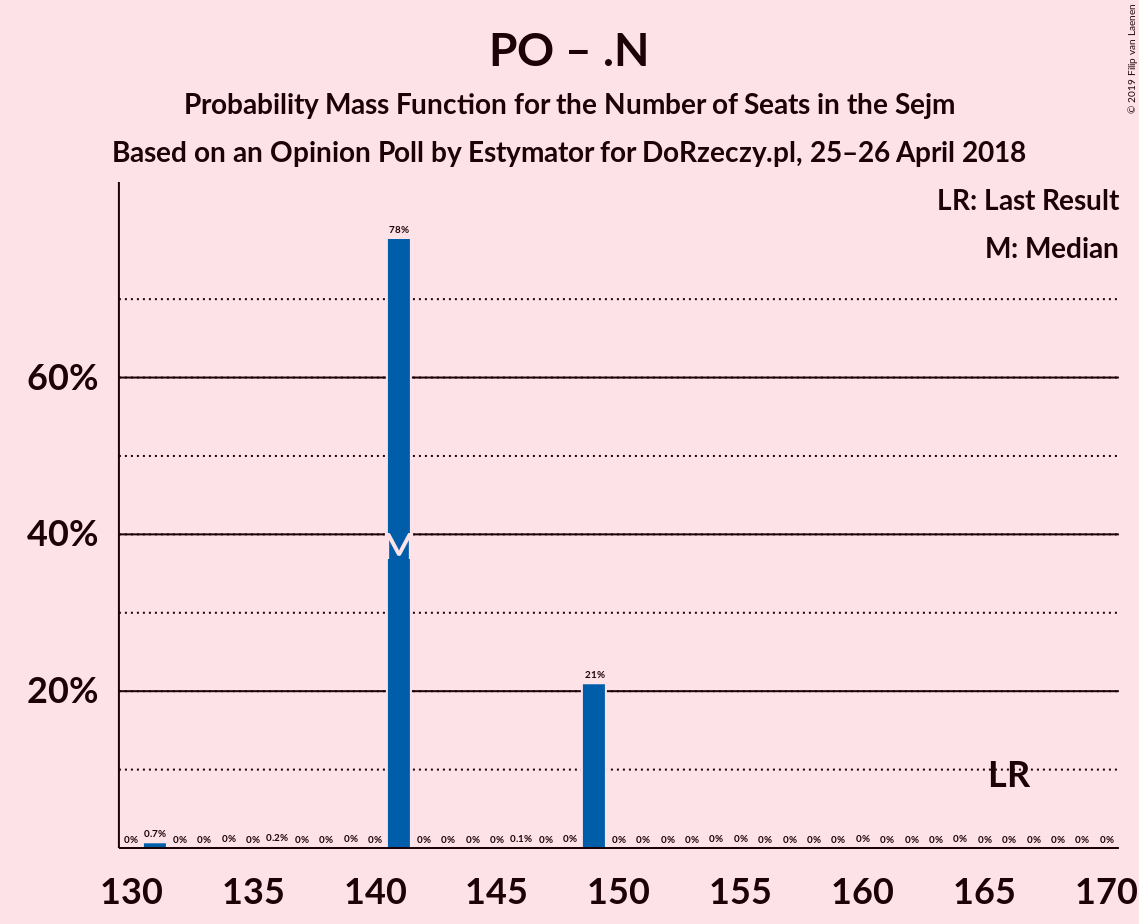 PO – .N
Probability Mass Function for the Number of Seats in the Sejm
Based on an Opinion Poll by Estymator for DoRzeczy.pl, 25–26 April 2018
© 2019 Filip van Laenen
LR: Last Result
M: Median
78%
60%
40%
M
21%
20%
LR
0% 0.7% 0% 0% 0% 0% 0.2% 0% 0% 0% 0% 0% 0% 0% 0% 0.1% 0% 0% 0% 0% 0% 0% 0% 0% 0% 0% 0% 0% 0% 0% 0% 0% 0% 0% 0% 0% 0% 0% 0%
130 135 140 145 150 155 160 165 170